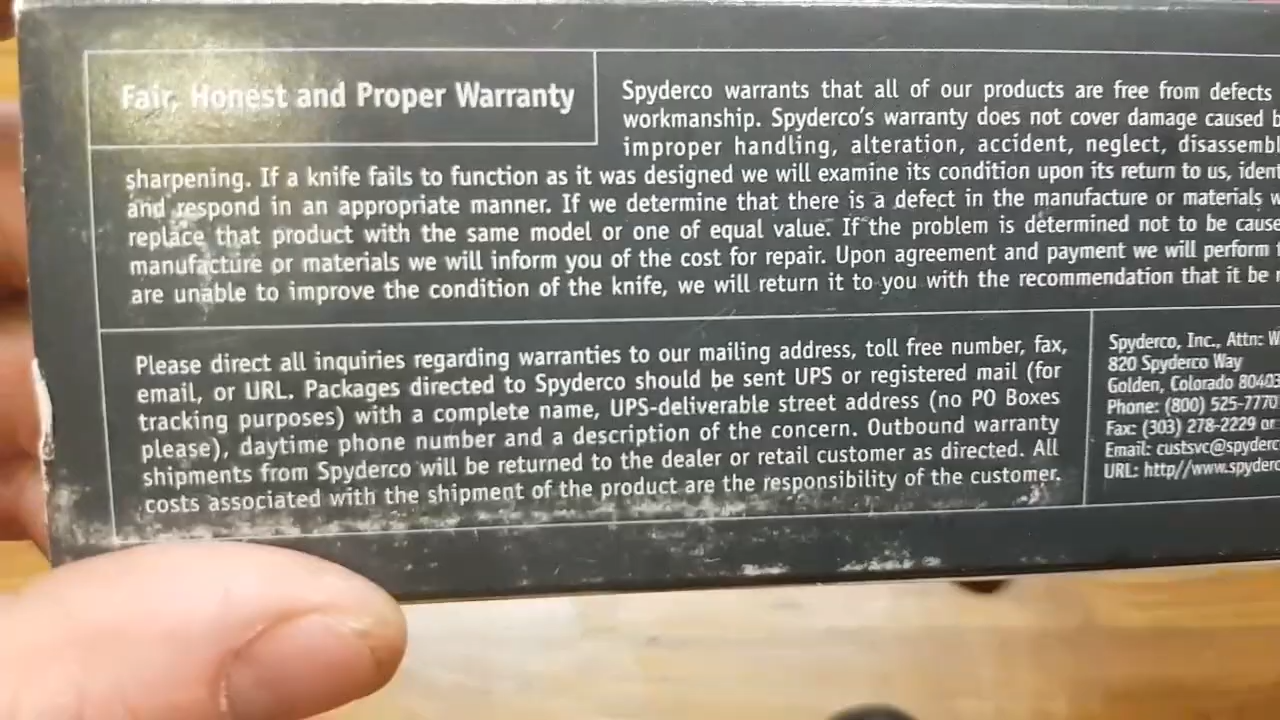 Fair, Honest and Proper Warranty
Spyderco warrants that all of our products are free from defects
workmanship. Spyderco's warranty does not cover damage caused
improper handling, alteration, accident, neglect,
sharpening. If a knife fails to function as it was designed we will examine its condition upon its return to us,
and respond in an appropriate manner. If we determine that there is a defect in the manufacture or materials
replace that product with the same model or one of equal value. If the problem is determined not to be
manufacture or materials we will inform you of the cost for repair. Upon agreement and payment we will perform
are unable to improve the condition of the knife, we will return it to you with the recommendation that it be
Please direct all inquiries regarding warranties to our mailing address, toll free number, fax,
email, or URL. Packages directed to Spyderco should be sent UPS or registered mail (for
tracking purposes) with a complete name, UPS-deliverable street address (no PO Boxes
please), daytime phone number and a description of the concern. Outbound warranty
shipments from Spyderco will be returned to the dealer or retail customer as directed. All
costs associated with the shipment of the product are the responsibility of the customer.
Spyderco, Inc., Attn:
820 Spyderco Way
Golden, Colorado 80403
Phone: (800) 525-7770
Fax: (303) 278-2229 or
Email: custsvc@spyderc
URL: http//www.spyderc